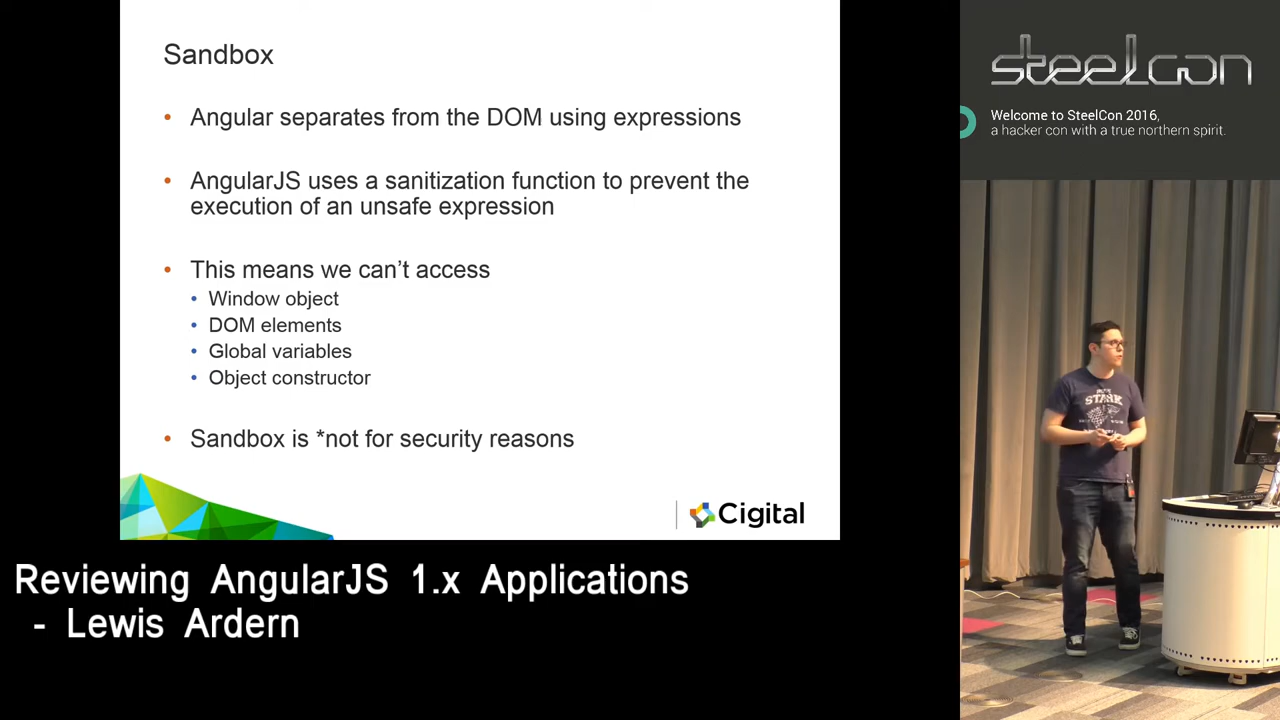 Sandbox
• Angular separates from the DOM using expressions
• AngularJS uses a sanitization function to prevent the
execution of an unsafe expression
• This means we can't access
• Window object
• DOM elements
• Global variables
• Object constructor
• Sandbox is *not for security reasons
Cigital
Reviewing AngularJS 1.x Applications
- Lewis Ardern
steelcon
Welcome to SteelCon 2016,
a hacker con with a true northern spirit.
STARK